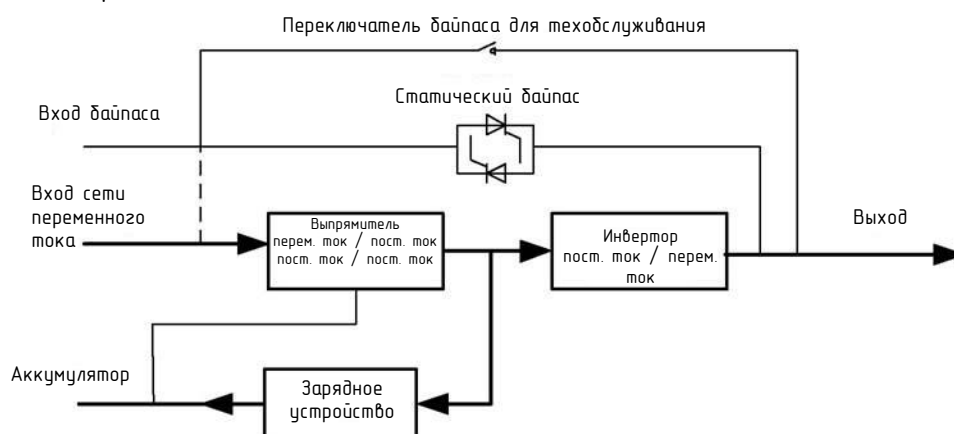 Переключатель байпаса для техобслуживания
Статический байпас
Вход байпаса
Вход сети
переменного
тока
Выпрямитель
перем. ток / пост. ток
пост. ток / пост. ток
Инвертор
пост. ток / перем.
ток
Выход
Аккумулятор
Зарядное
устройство